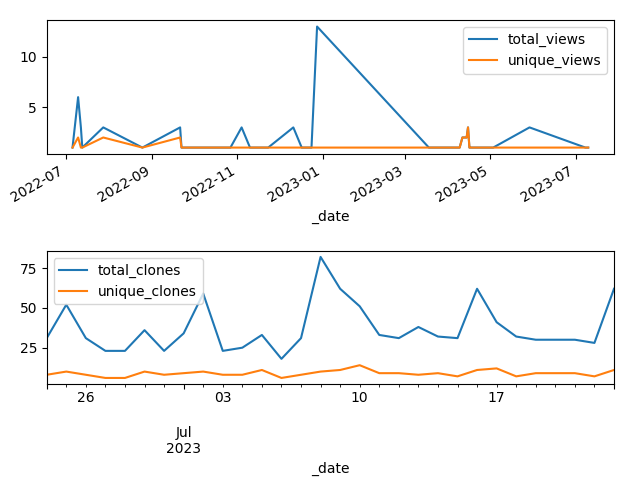 total_views
unique_views
10
5
2022-07
2022-09
2022-11
2023-01
2023-03
2023-05
2023-07
_date
total_clones
unique_clones
75
50
25
26
03
10
17
Jul
2023
_date